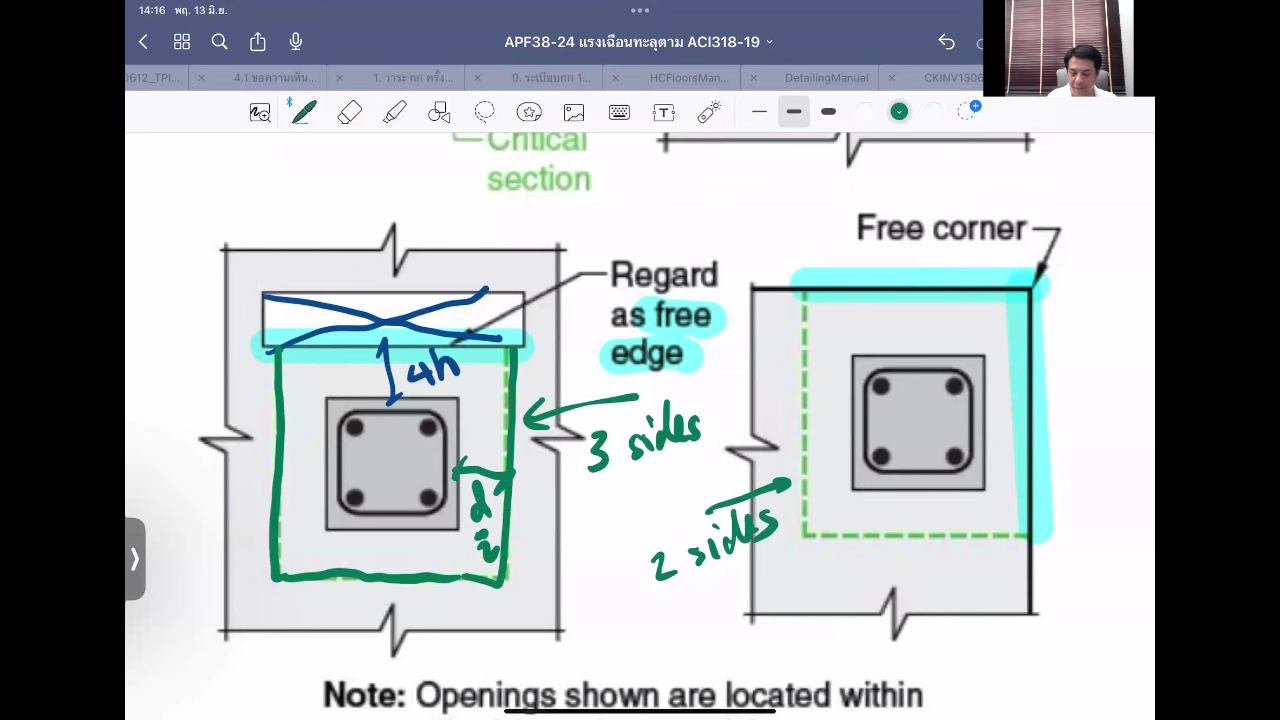 14:16 พฤ. 13 มิ.ย.
APF38-24 แรงเฉือนทะลุตาม ACI318-19
0612_TPI...
4.1 ขอความเห็น...
1. วาระ กก ครั้ง...
0. ระเบียบกก 1...
HCFloorsMan...
DetailingManual
CKINV1306
Critical
section
Free corner
Regard
as free
edge
4h
3 sides
d
2
2 sides
Note: Openings shown are located within